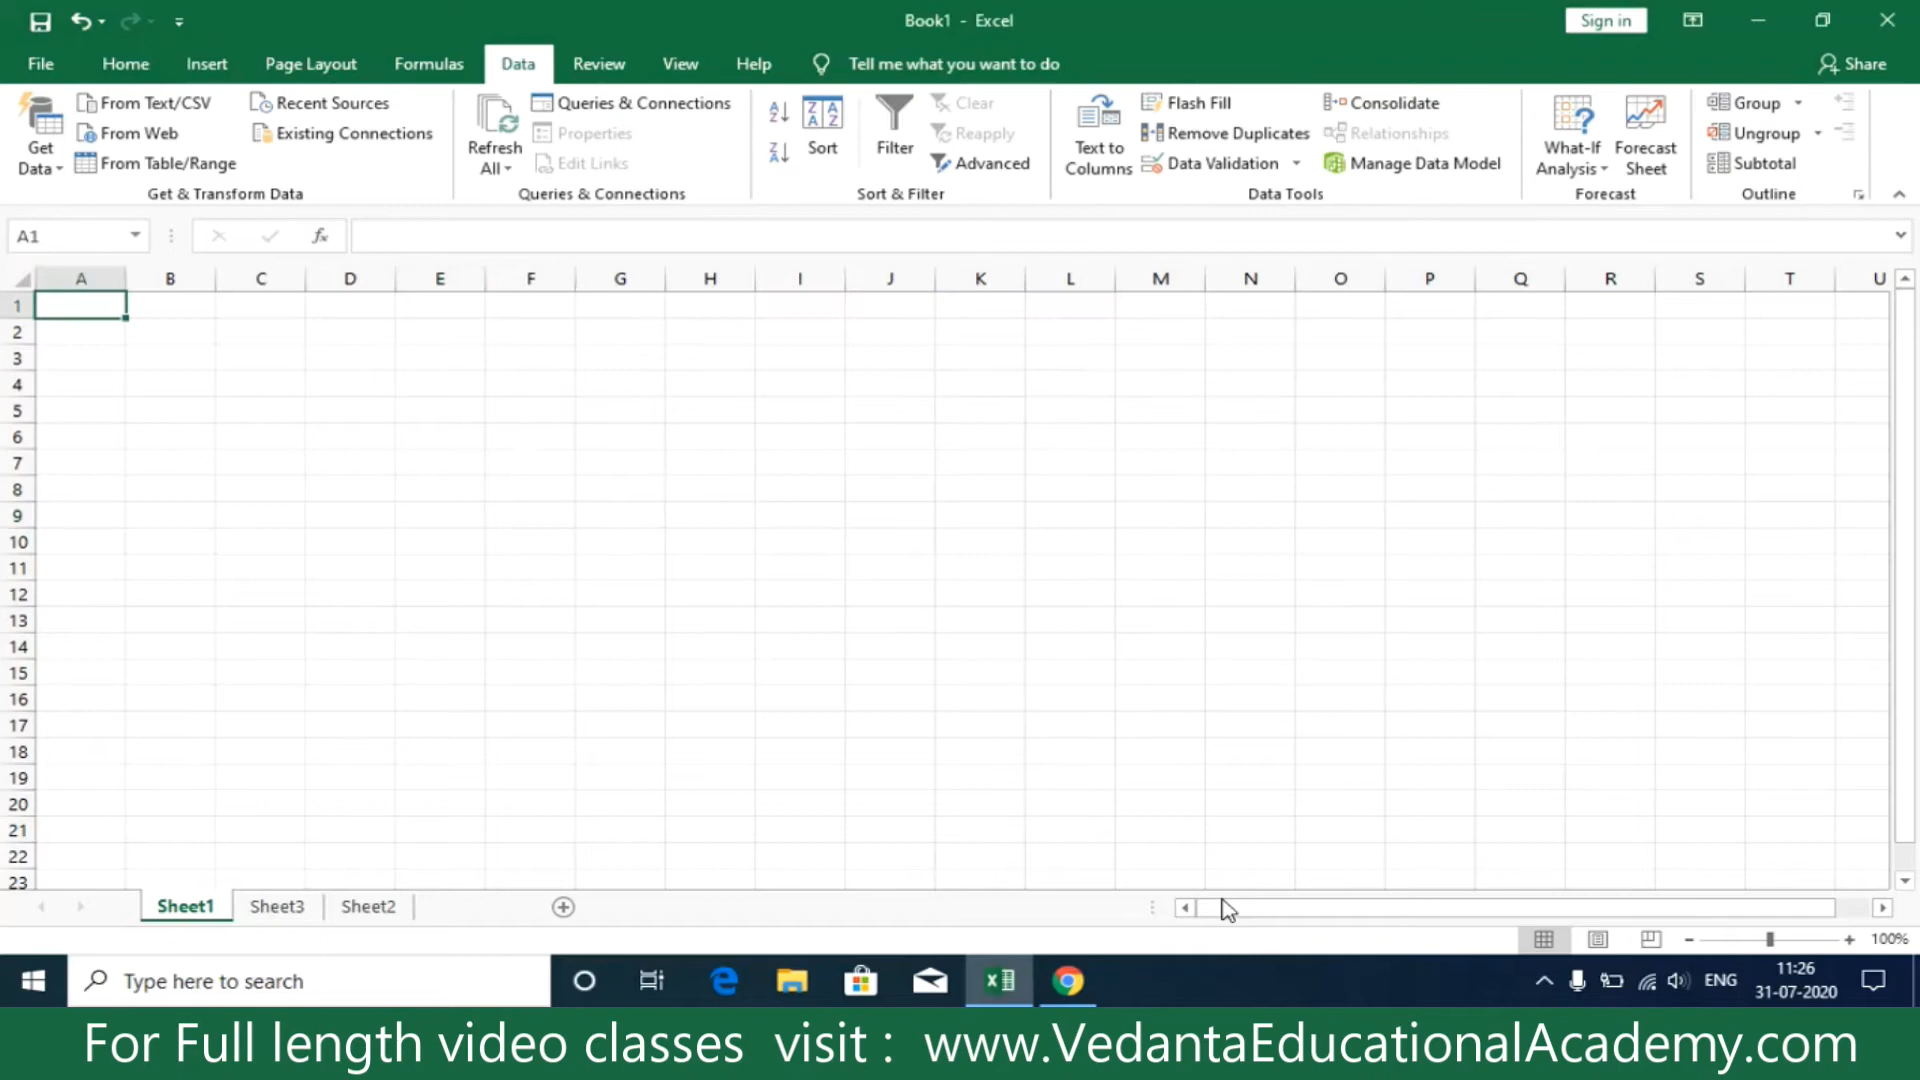 Book1 - Excel
Sign in
File Home Insert Page Layout Formulas Data Review View Help Tell me what you want to do Share
Get Data
From Text/CSV
From Web
From Table/Range
Recent Sources
Existing Connections
Get & Transform Data
Refresh All
Queries & Connections
Properties
Edit Links
Queries & Connections
Sort
Filter
Clear
Reapply
Advanced
Sort & Filter
Text to Columns
Flash Fill
Remove Duplicates
Data Validation
Consolidate
Relationships
Manage Data Model
Data Tools
What-If Analysis
Forecast Sheet
Forecast
Group
Ungroup
Subtotal
Outline
A1
fx
A B C D E F G H I J K L M N O P Q R S T U
1
2
3
4
5
6
7
8
9
10
11
12
13
14
15
16
17
18
19
20
21
22
23
Sheet1 Sheet3 Sheet2
100%
Type here to search
ENG
11:26
31-07-2020
For Full length video classes visit : www.VedantaEducationalAcademy.com